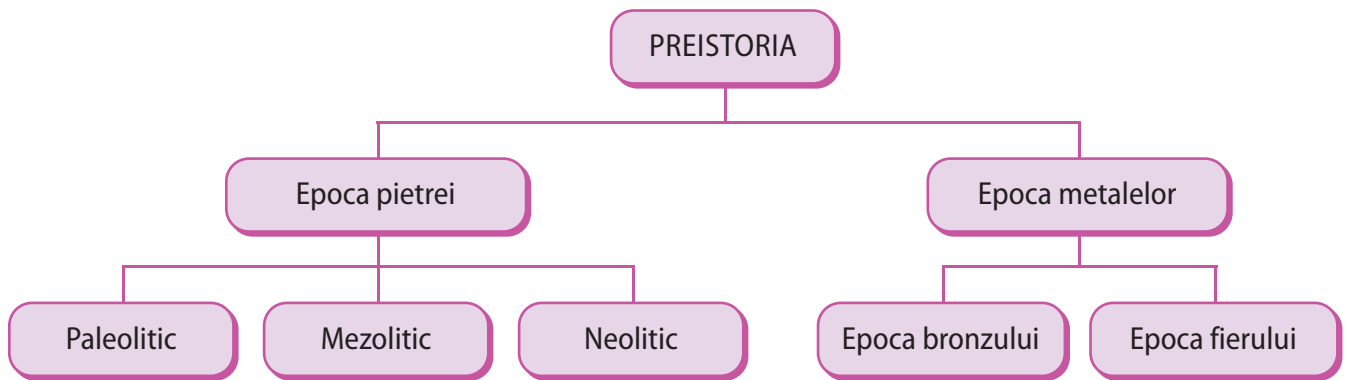 PREISTORIA
Epoca pietrei
Epoca metalelor
Paleolitic
Mezolitic
Neolitic
Epoca bronzului
Epoca fierului